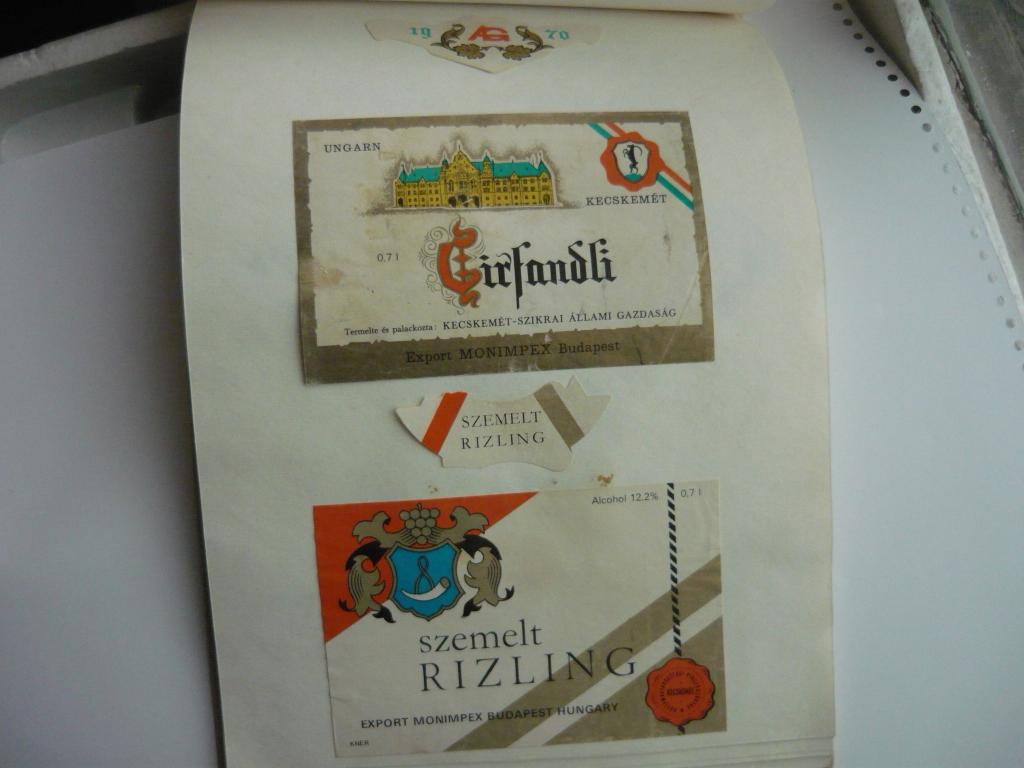 19 AG 70
UNGARN
KECSKEMÉT
0,7 l
Cirfandli
Termelte és palackozta: KECSKEMÉT-SZIKRAI ÁLLAMI GAZDASÁG
Export MONIMPEX Budapest
SZEMELT
RIZLING
Alcohol 12.2% 0,7 l
szemelt
RIZLING
KECSKEMÉT
EXPORT MONIMPEX BUDAPEST HUNGARY
KNER